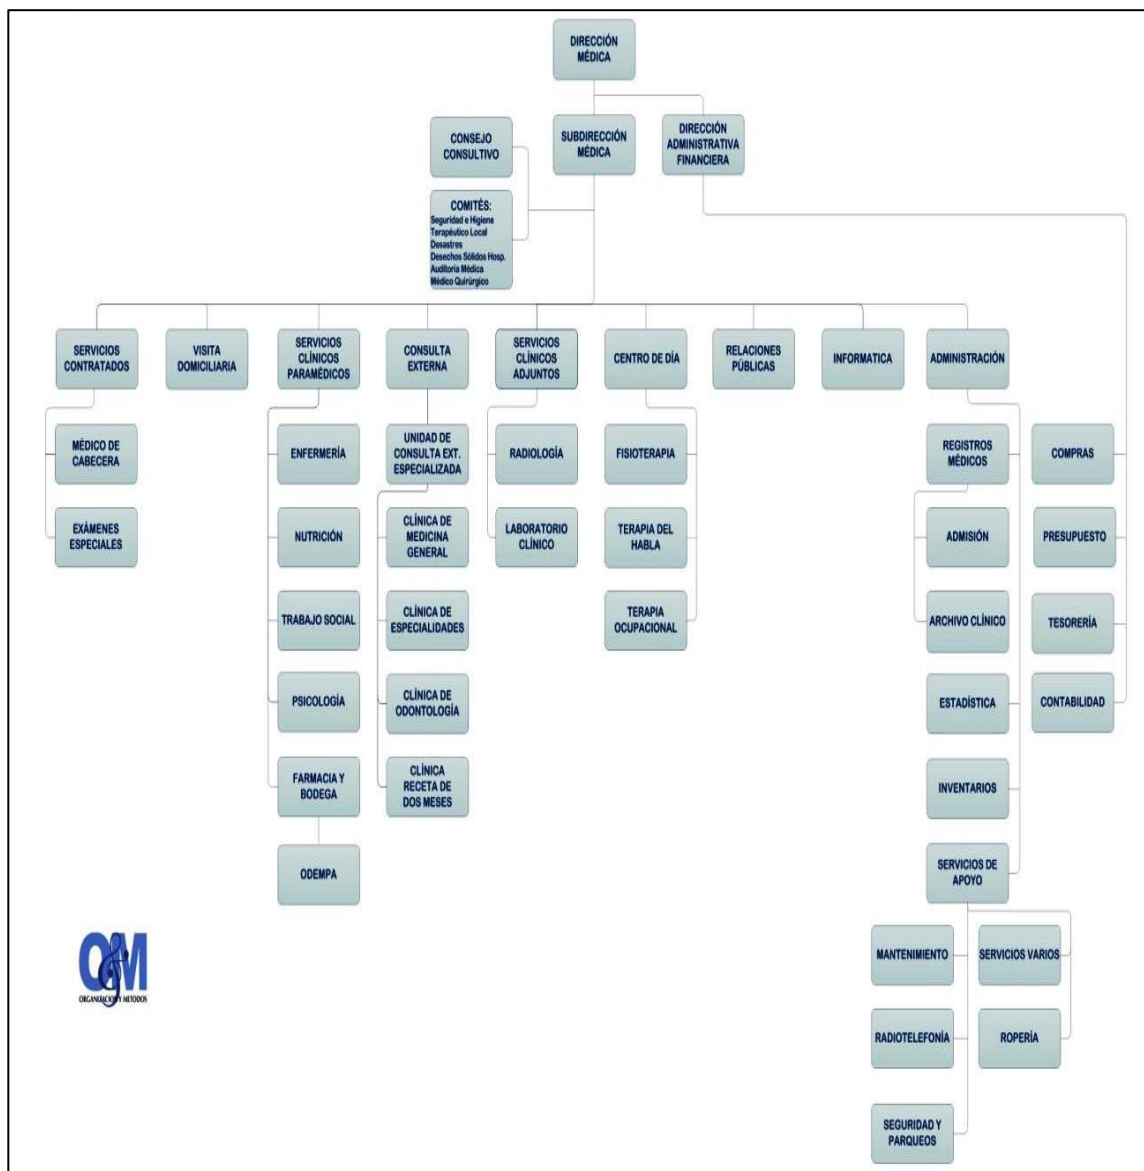 DIRECCIÓN
MÉDICA
CONSEJO
CONSULTIVO
SUBDIRECCIÓN
MÉDICA
DIRECCIÓN
ADMINISTRATIVA
FINANCIERA
COMITÉS:
Seguridad e Higiene
Terapéutico Local
Desastres
Desechos Sólidos Hosp.
Auditoría Médica
Médico Quirúrgico
SERVICIOS
CONTRATADOS
VISITA
DOMICILIARIA
SERVICIOS
CLÍNICOS
PARAMÉDICOS
CONSULTA
EXTERNA
SERVICIOS
CLÍNICOS
ADJUNTOS
CENTRO DE DÍA
RELACIONES
PÚBLICAS
INFORMATICA
ADMINISTRACIÓN
MÉDICO DE
CABECERA
ENFERMERÍA
UNIDAD DE
CONSULTA EXT.
ESPECIALIZADA
RADIOLOGÍA
FISIOTERAPIA
REGISTROS
MÉDICOS
COMPRAS
EXÁMENES
ESPECIALES
NUTRICIÓN
CLÍNICA DE
MEDICINA
GENERAL
LABORATORIO
CLÍNICO
TERAPIA DEL
HABLA
ADMISIÓN
PRESUPUESTO
TRABAJO SOCIAL
CLÍNICA DE
ESPECIALIDADES
TERAPIA
OCUPACIONAL
ARCHIVO CLÍNICO
TESORERÍA
PSICOLOGÍA
CLÍNICA DE
ODONTOLOGÍA
ESTADÍSTICA
CONTABILIDAD
FARMACIA Y
BODEGA
CLÍNICA
RECETA DE
DOS MESES
INVENTARIOS
ODEMPA
SERVICIOS DE
APOYO
MANTENIMIENTO
SERVICIOS VARIOS
RADIOTELEFONÍA
ROPERÍA
SEGURIDAD Y
PARQUEOS
O&M
ORGANIZACION Y METODOS